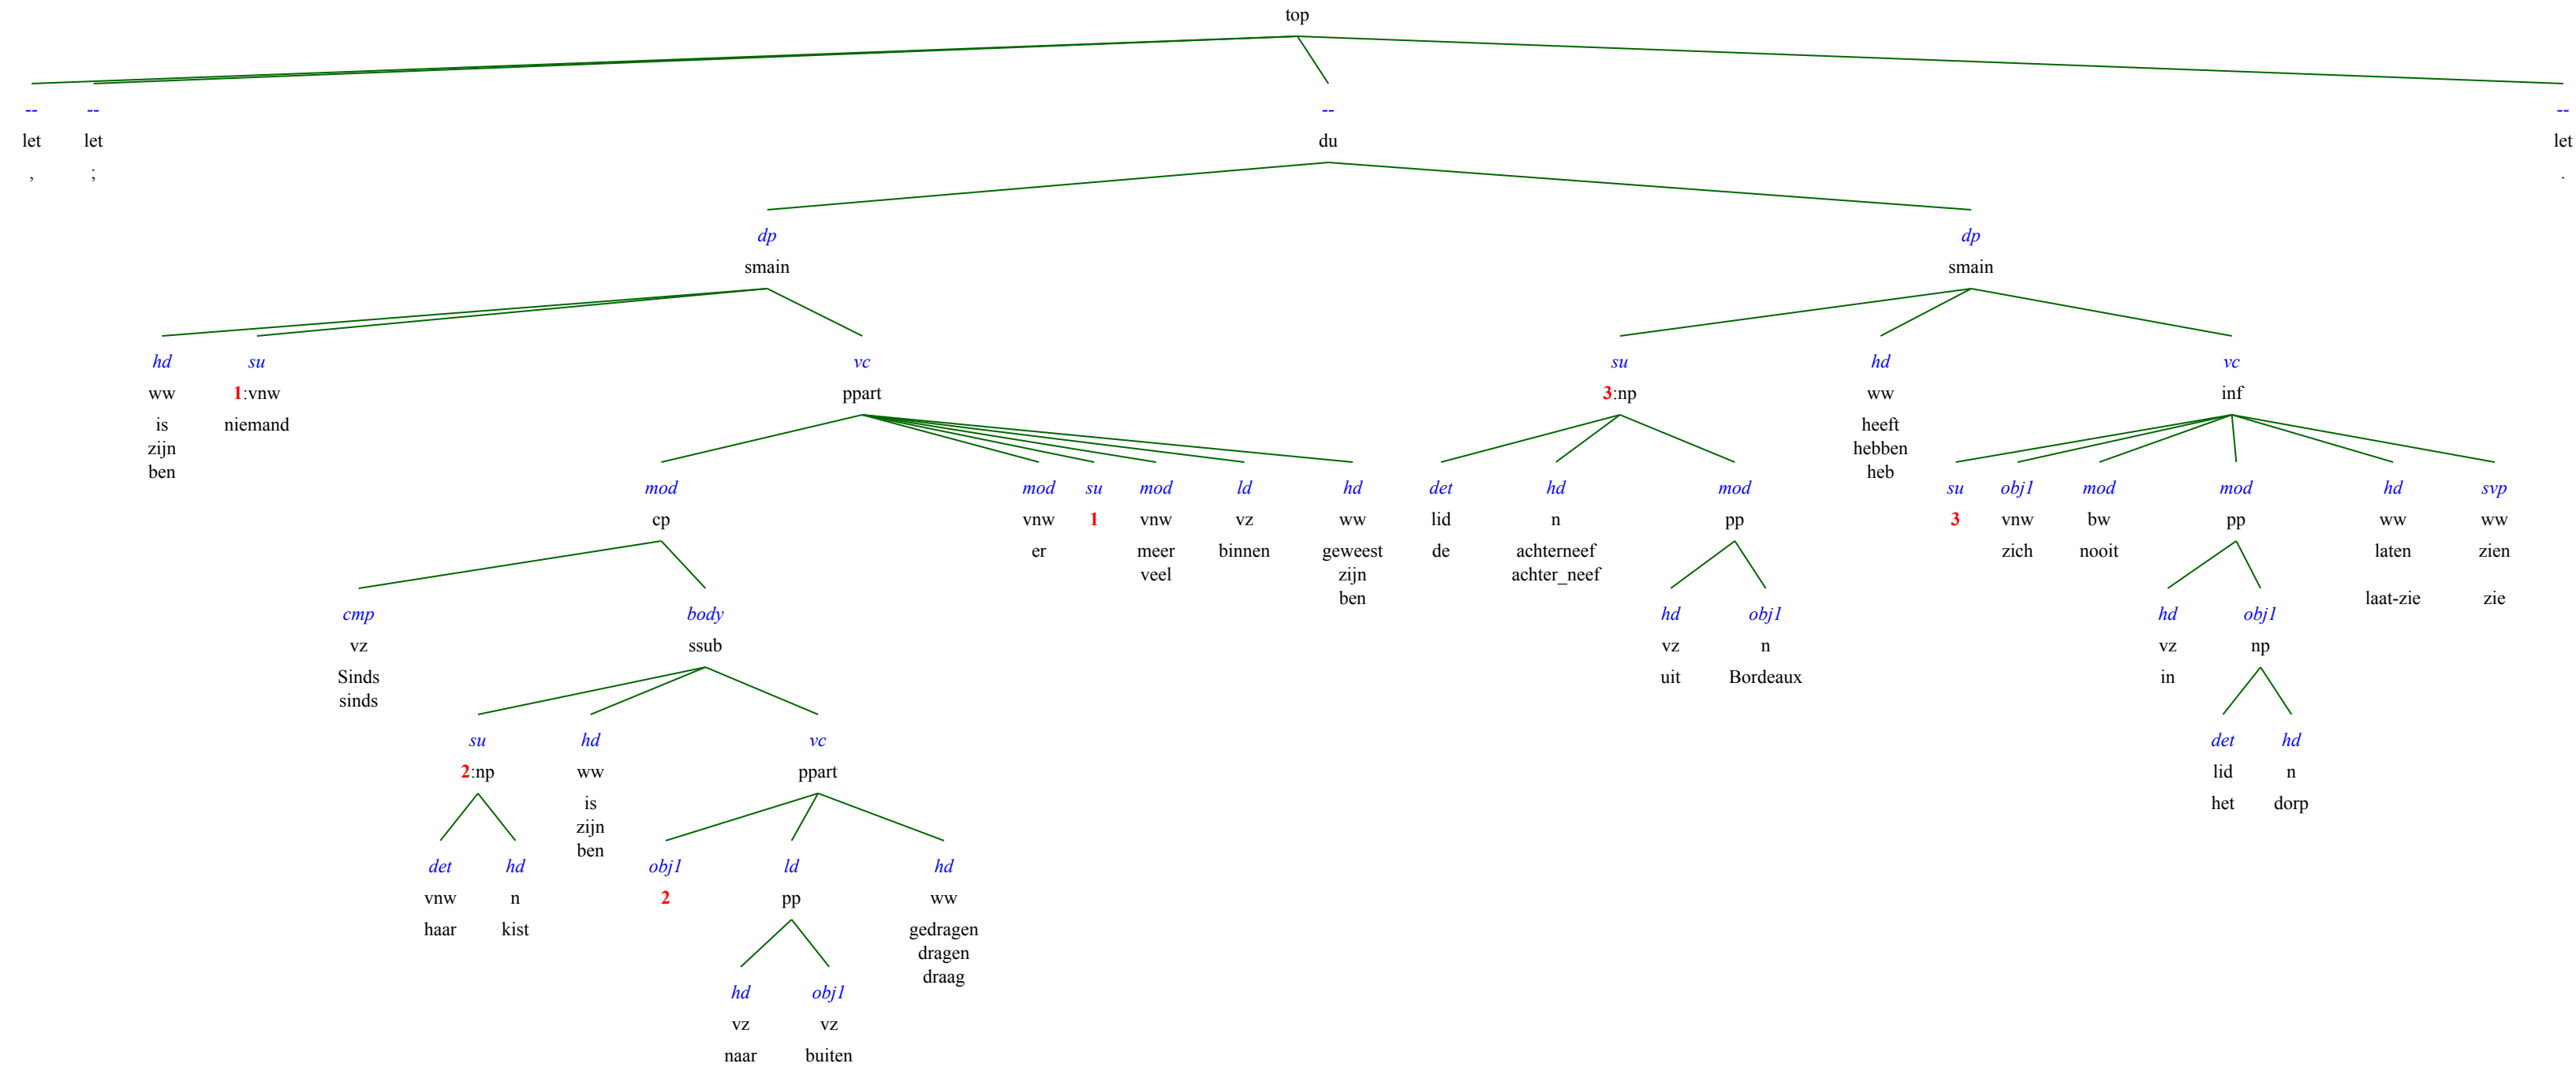 top
-- -- -- --
let let du let
, ; .
dp dp
smain smain
hd su vc su hd vc
ww 1:vnw ppart 3:np ww inf
is niemand heeft
zijn hebben
ben heb
mod mod su mod ld hd det hd mod su obj1 mod mod hd svp
cp vnw 1 vnw vz ww lid n pp 3 vnw bw pp ww ww
er meer binnen geweest de achterneef zich nooit laten zien
veel zijn achter_neef
ben laat-zie zie
cmp body hd obj1 hd obj1
vz ssub vz n vz np
Sinds uit Bordeaux in
sinds
su hd vc det hd
2:np ww ppart lid n
is het dorp
zijn
ben
det hd obj1 ld hd
vnw n 2 pp ww
haar kist gedragen
dragen
draag
hd obj1
vz vz
naar buiten